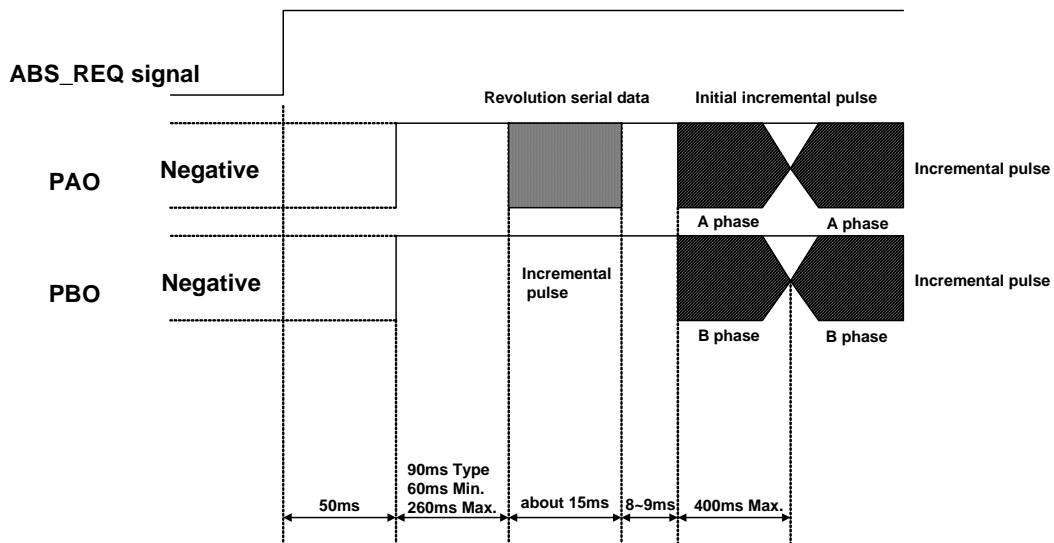 ABS_REQ signal
Revolution serial data
Initial incremental pulse
PAO
Negative
Incremental pulse
A phase
A phase
PBO
Negative
Incremental
pulse
Incremental pulse
B phase
B phase
50ms
90ms Type
60ms Min.
260ms Max.
about 15ms
8~9ms
400ms Max.